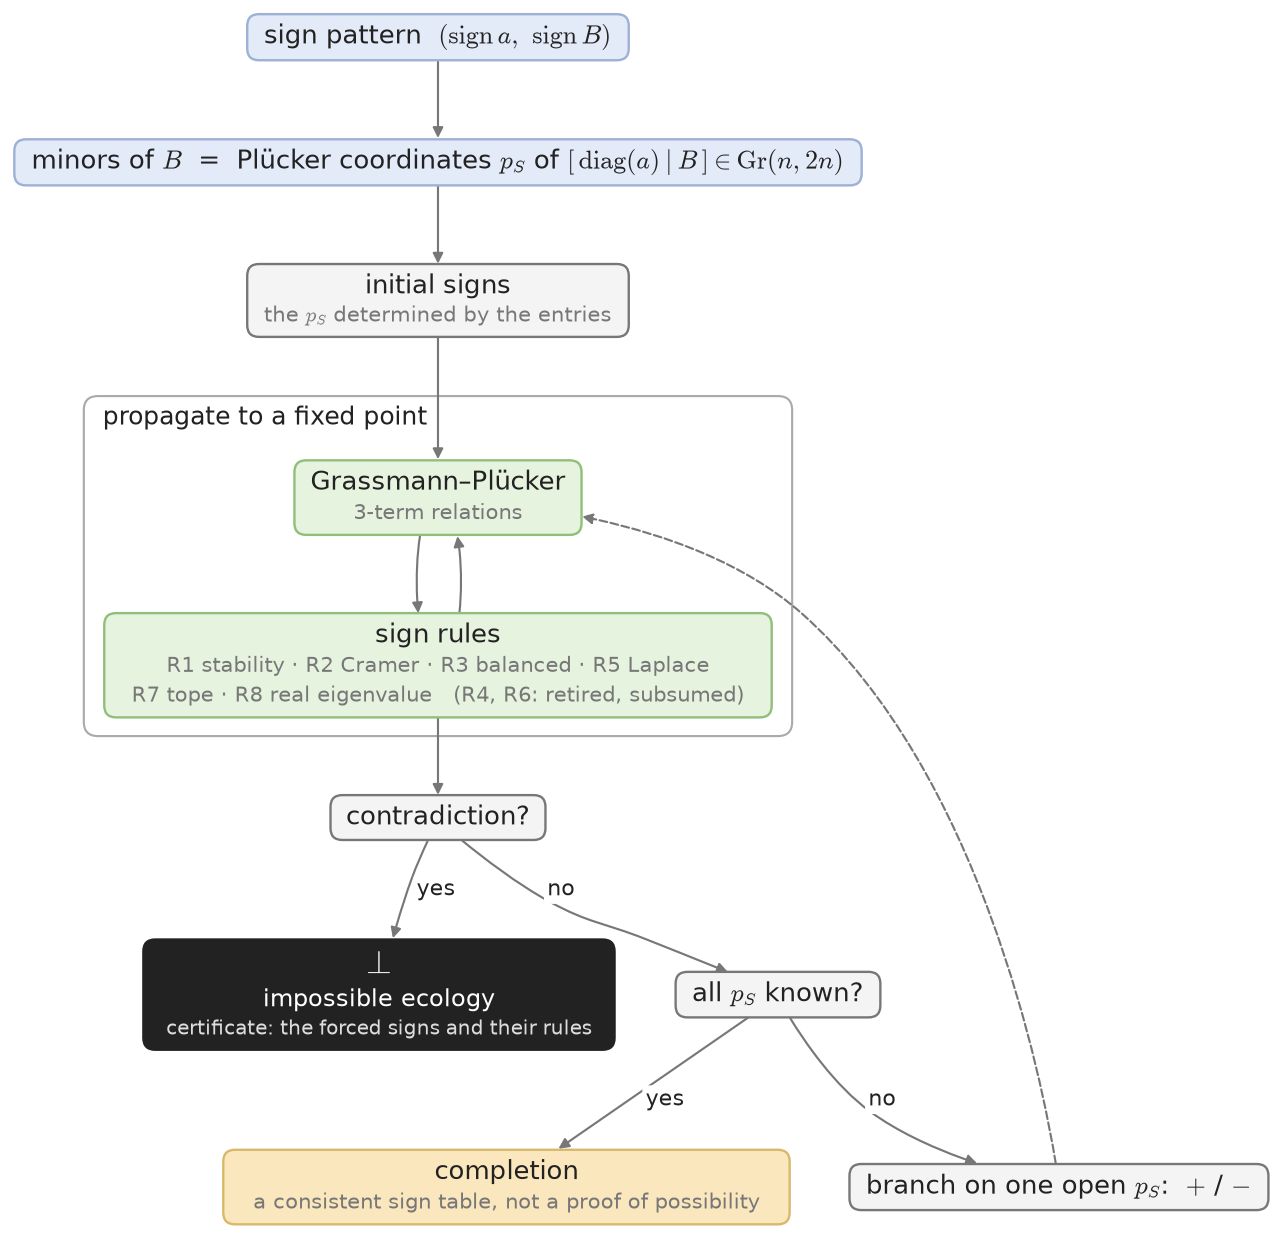 sign pattern (sign a, sign B)
minors of B = Plücker coordinates p_S of [ diag(a) | B ] ∈ Gr(n, 2n)
initial signs
the p_S determined by the entries
propagate to a fixed point
Grassmann–Plücker
3-term relations
sign rules
R1 stability · R2 Cramer · R3 balanced · R5 Laplace
R7 tope · R8 real eigenvalue (R4, R6: retired, subsumed)
contradiction?
yes
no
⊥
impossible ecology
certificate: the forced signs and their rules
all p_S known?
yes
no
completion
a consistent sign table, not a proof of possibility
branch on one open p_S: + / −